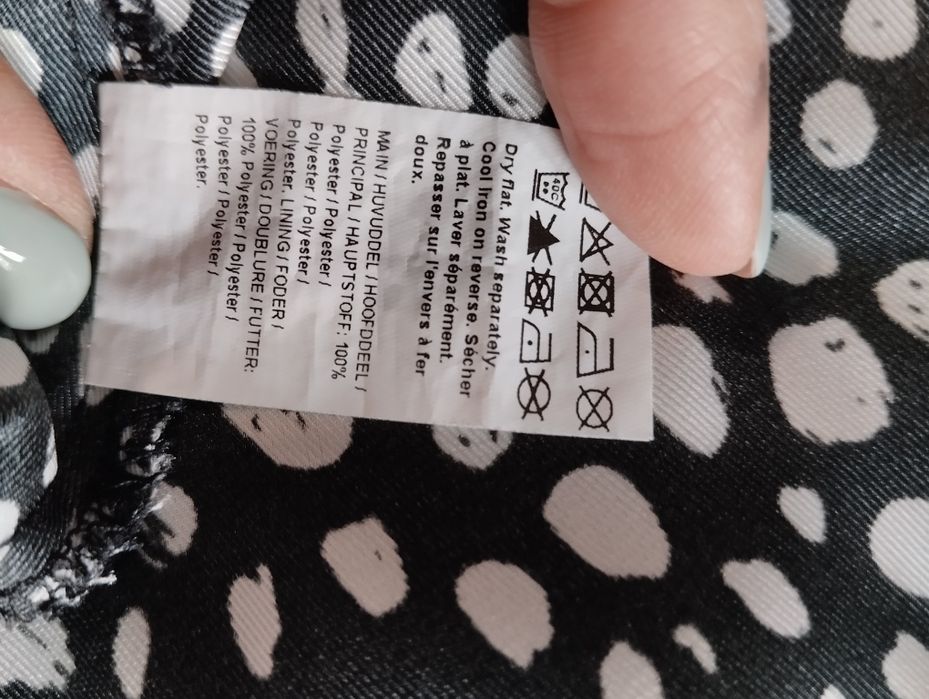 40C
Dry flat. Wash separately.
Cool iron on reverse. Sécher
à plat. Laver séparément.
Repasser sur l'envers à fer
doux.
MAIN / HUVUDDEL / HOOFDDEEL /
PRINCIPAL / HAUPTSTOFF: 100%
Polyester / Polyester /
Polyester / Polyester /
Polyester. LINING / FODER /
VOERING / DOUBLURE / FUTTER:
100% Polyester / Polyester /
Polyester / Polyester /
Polyester.